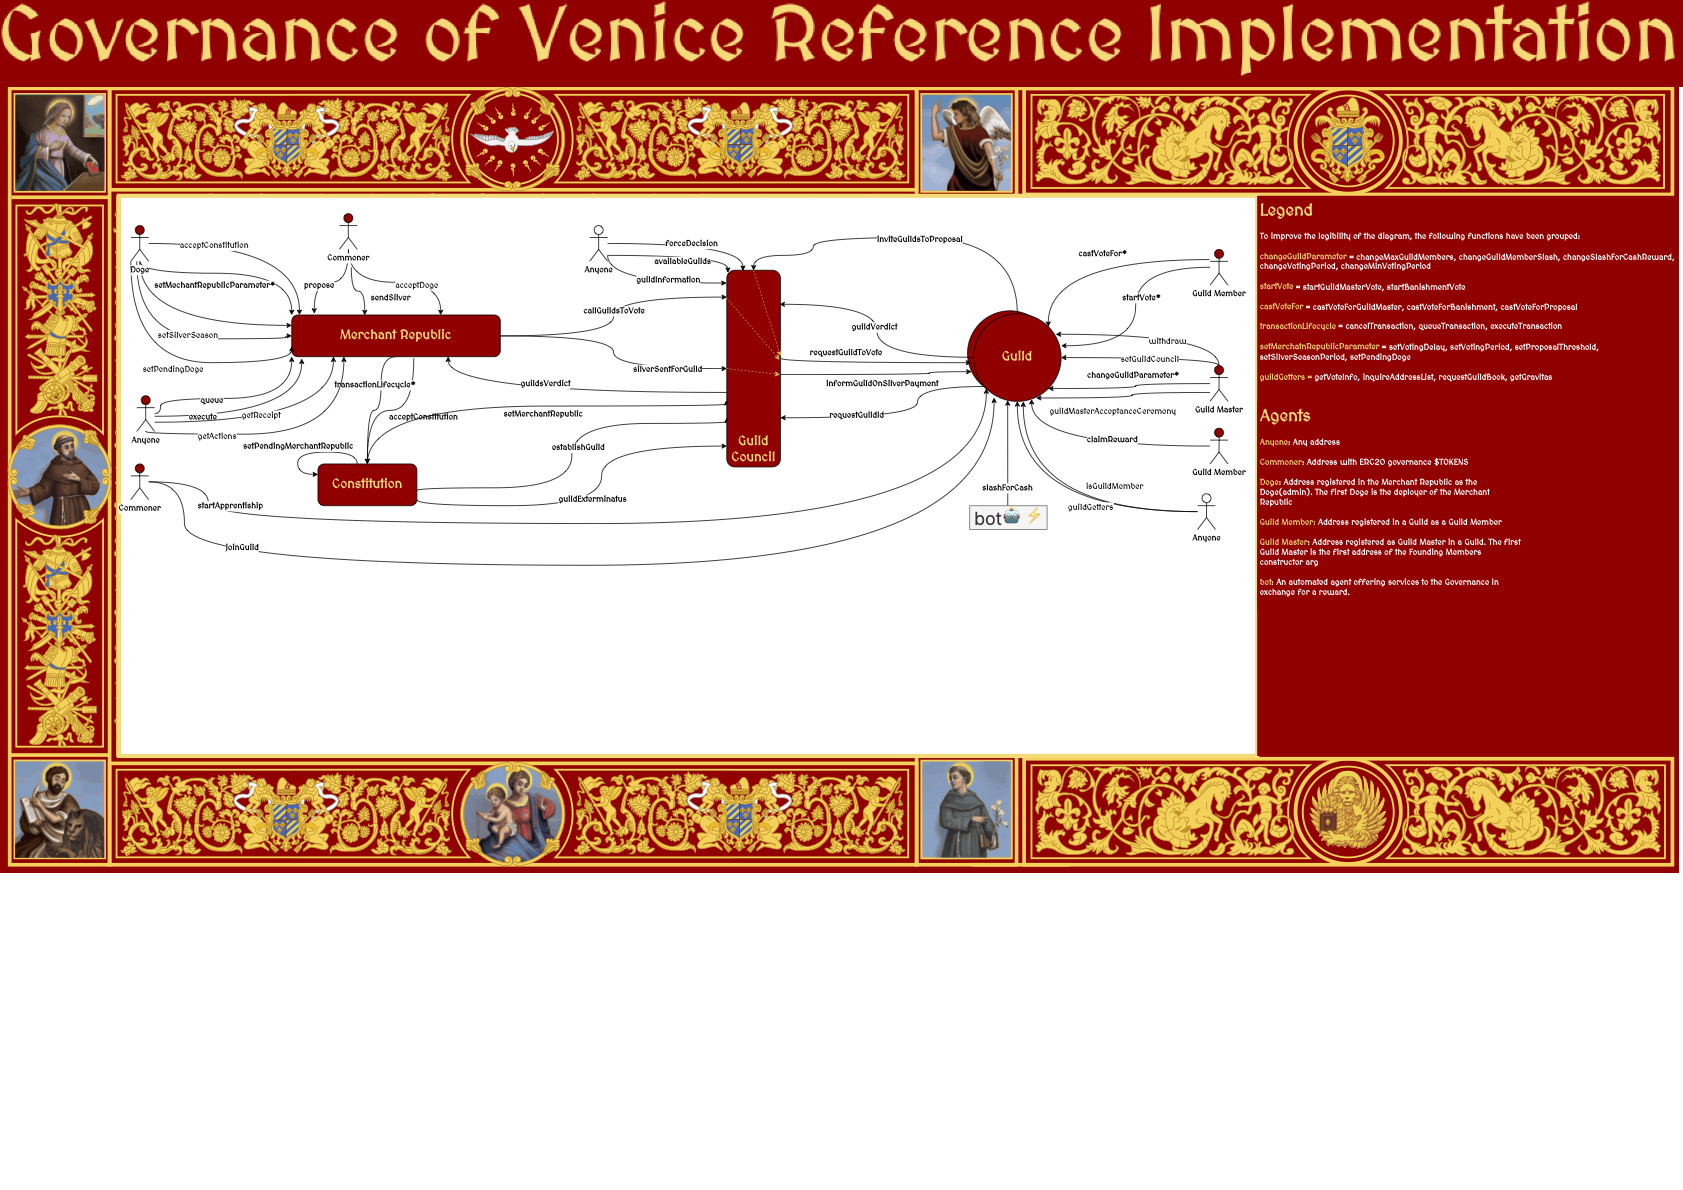 Governance of Venice Reference Implementation
Legend
To improve the legibility of the diagram, the following functions have been grouped:
changeGuildParameter = changeMaxGuildMembers, changeGuildMemberSlash, changeSlashForCashReward,
changeVotingPeriod, changeMinVotingPeriod
startVote = startGuildMasterVote, startBanishmentVote
castVoteFor = castVoteForGuildMaster, castVoteForBanishment, castVoteForProposal
transactionLifecycle = cancelTransaction, queueTransaction, executeTransaction
setMerchatnRepublicParameter = setVotingDelay, setVotingPeriod, setProposalThreshold,
setSilverSeasonPeriod, setPendingDoge
guildGetters = getVoteInfo, inquireAddressList, requestGuildBook, getGravitas
Agents
Anyone: Any address
Commoner: Address with ERC20 governance $TOKENS
Doge: Address registered in the Merchant Republic as the
Doge(admin). The first Doge is the deployer of the Merchant
Republic
Guild Member: Address registered in a Guild as a Guild Member
Guild Master: Address registered as Guild Master in a Guild. The first
Guild Master is the first address of the Founding Members
constructor arg
bot: An automated agent offering services to the Governance in
exchange for a reward.
Doge
acceptConstitution
setMechantRepublicParameter*
setSilverSeason
setPendingDoge
Commoner
propose
sendSilver
acceptDoge
Merchant Republic
Anyone
forceDecision
availableGuilds
guildInformation
callGuildsToVote
silverSentForGuild
guildsVerdict
inviteGuildsToProposal
guildVerdict
requestGuildToVote
informGuildOnSilverPayment
requestGuildId
Guild
castVoteFor*
Guild Member
startVote*
withdraw
setGuildCouncil
changeGuildParameter*
guildMasterAcceptanceCeremony
Guild Master
claimReward
Guild Member
isGuildMember
guildGetters
Anyone
slashForCash
bot
Anyone
queue
execute
getReceipt
getActions
transactionLifecycle*
acceptConstitution
setMerchantRepublic
setPendingMerchantRepublic
Constitution
establishGuild
guildExterminatus
Guild
Council
Commoner
startApprentiship
joinGuild